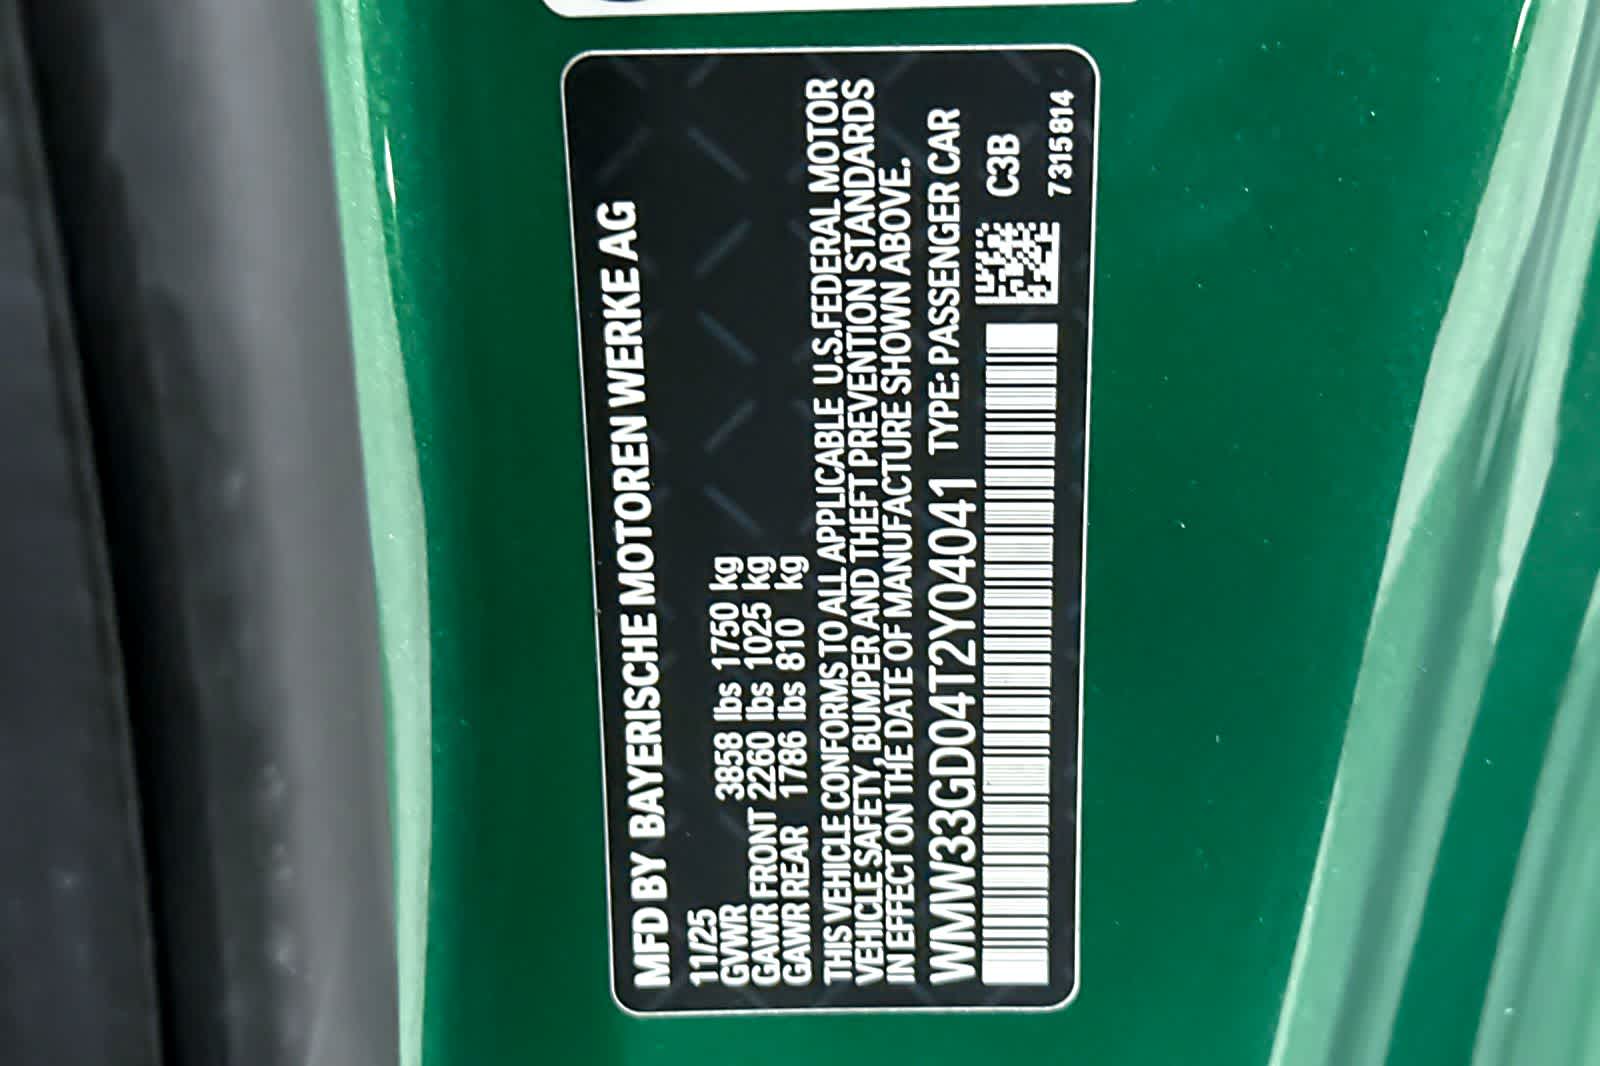 MFD BY BAYERISCHE MOTOREN WERKE AG
11/25
GVWR 3858 lbs 1750 kg
GAWR FRONT 2260 lbs 1025 kg
GAWR REAR 1786 lbs 810 kg
THIS VEHICLE CONFORMS TO ALL APPLICABLE U.S.FEDERAL MOTOR
VEHICLE SAFETY, BUMPER AND THEFT PREVENTION STANDARDS
IN EFFECT ON THE DATE OF MANUFACTURE SHOWN ABOVE.
WMW33GD04T2Y04041 TYPE: PASSENGER CAR
C3B
7315814